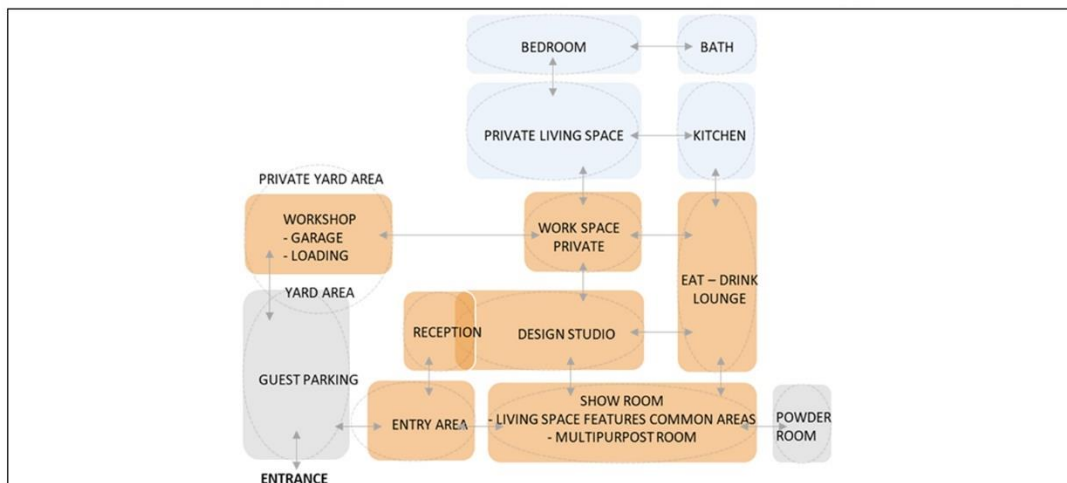 BEDROOM
BATH
PRIVATE LIVING SPACE
KITCHEN
PRIVATE YARD AREA
WORKSHOP
- GARAGE
- LOADING
WORK SPACE
PRIVATE
EAT – DRINK
LOUNGE
YARD AREA
RECEPTION
DESIGN STUDIO
GUEST PARKING
ENTRY AREA
SHOW ROOM
- LIVING SPACE FEATURES COMMON AREAS
- MULTIPURPOST ROOM
POWDER
ROOM
ENTRANCE